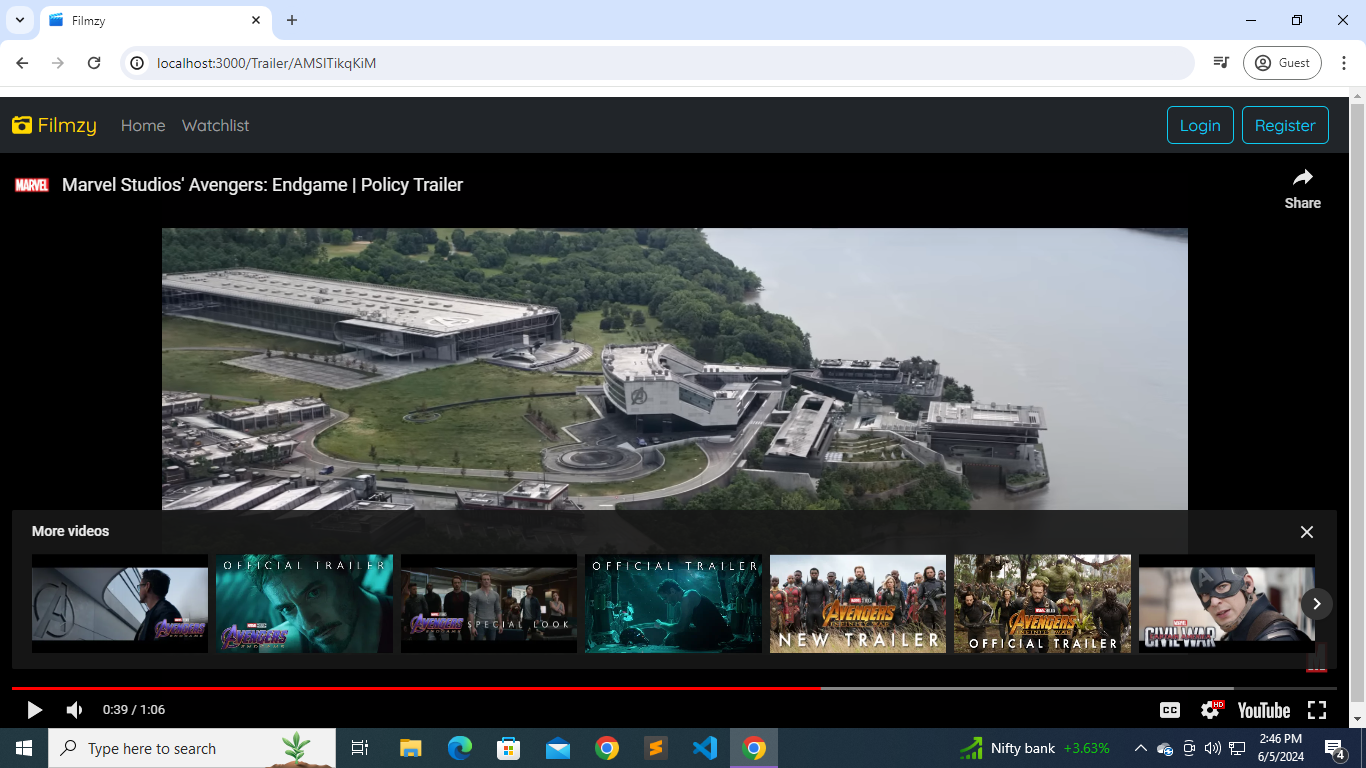 Filmzy
localhost:3000/Trailer/AMSITikqKiM
Guest
Filmzy
Home
Watchlist
Login
Register
MARVEL
Marvel Studios' Avengers: Endgame | Policy Trailer
Share
More videos
AVENGERS
OFFICIAL TRAILER
AVENGERS
AVENGERS
SPECIAL LOOK
OFFICIAL TRAILER
AVENGERS
INFINITY WAR
NEW TRAILER
AVENGERS
INFINITY WAR
OFFICIAL TRAILER
MARVEL
CIVIL WAR
0:39 / 1:06
CC
HD
YouTube
Type here to search
Nifty bank +3.63%
2:46 PM
6/5/2024
4